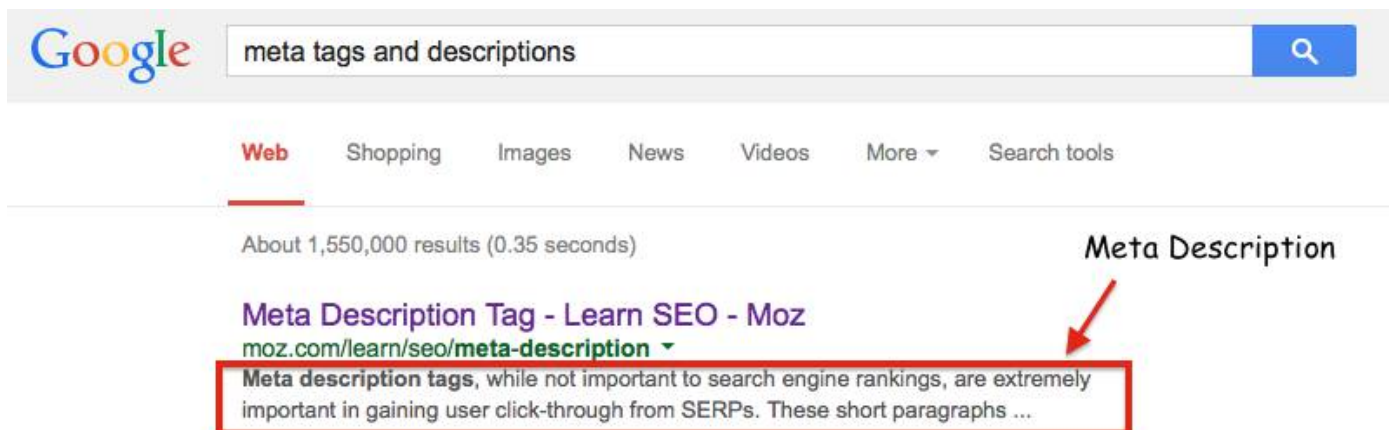 Google meta tags and descriptions
Web Shopping Images News Videos More Search tools
About 1,550,000 results (0.35 seconds)
Meta Description
Meta Description Tag - Learn SEO - Moz
moz.com/learn/seo/meta-description
Meta description tags, while not important to search engine rankings, are extremely
important in gaining user click-through from SERPs. These short paragraphs ...